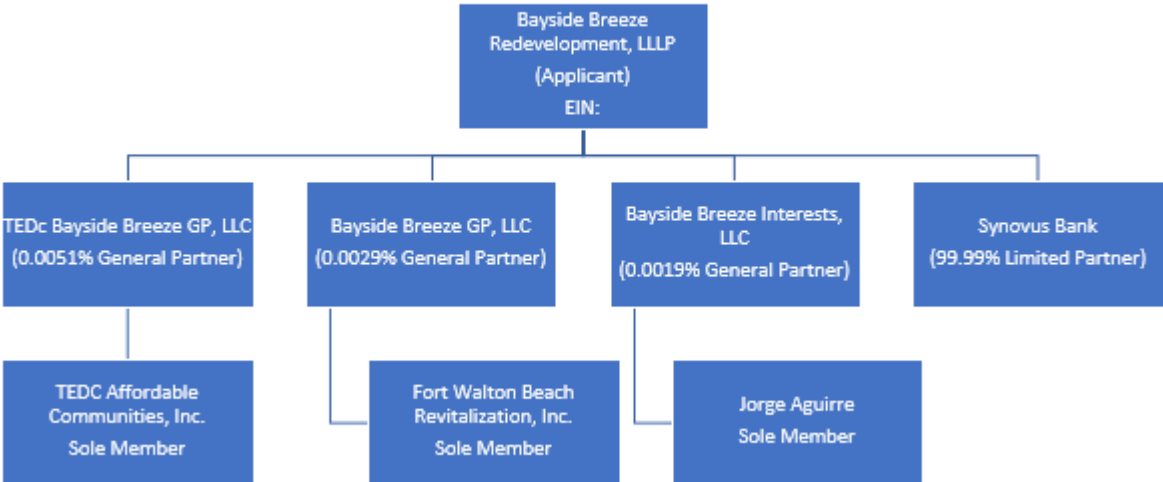 Bayside Breeze
Redevelopment, LLLP
(Applicant)
EIN:
TEDc Bayside Breeze GP, LLC
(0.0051% General Partner)
Bayside Breeze GP, LLC
(0.0029% General Partner)
Bayside Breeze Interests,
LLC
(0.0019% General Partner)
Synovus Bank
(99.99% Limited Partner)
TEDC Affordable
Communities, Inc.
Sole Member
Fort Walton Beach
Revitalization, Inc.
Sole Member
Jorge Aguirre
Sole Member